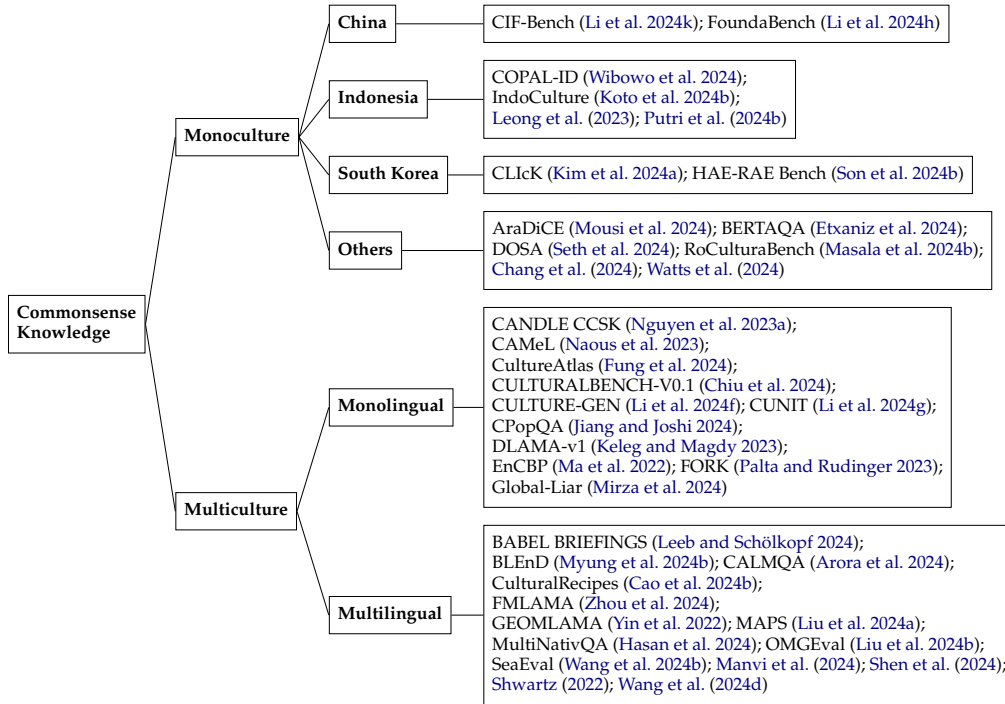 Commonsense
Knowledge
Monoculture
China
CIF-Bench (Li et al. 2024k); FoundaBench (Li et al. 2024h)
Indonesia
COPAL-ID (Wibowo et al. 2024);
IndoCulture (Koto et al. 2024b);
Leong et al. (2023); Putri et al. (2024b)
South Korea
CLIcK (Kim et al. 2024a); HAE-RAE Bench (Son et al. 2024b)
Others
AraDiCE (Mousi et al. 2024); BERTAQA (Etxaniz et al. 2024);
DOSA (Seth et al. 2024); RoCulturaBench (Masala et al. 2024b);
Chang et al. (2024); Watts et al. (2024)
Multiculture
Monolingual
CANDLE CCSK (Nguyen et al. 2023a);
CAMeL (Naous et al. 2023);
CultureAtlas (Fung et al. 2024);
CULTURALBENCH-V0.1 (Chiu et al. 2024);
CULTURE-GEN (Li et al. 2024f); CUNIT (Li et al. 2024g);
CPopQA (Jiang and Joshi 2024);
DLAMA-v1 (Keleg and Magdy 2023);
EnCBP (Ma et al. 2022); FORK (Palta and Rudinger 2023);
Global-Liar (Mirza et al. 2024)
Multilingual
BABEL BRIEFINGS (Leeb and Schölkopf 2024);
BLEnD (Myung et al. 2024b); CALMQA (Arora et al. 2024);
CulturalRecipes (Cao et al. 2024b);
FMLAMA (Zhou et al. 2024);
GEOMLAMA (Yin et al. 2022); MAPS (Liu et al. 2024a);
MultiNativQA (Hasan et al. 2024); OMGEval (Liu et al. 2024b);
SeaEval (Wang et al. 2024b); Manvi et al. (2024); Shen et al. (2024);
Shwartz (2022); Wang et al. (2024d)